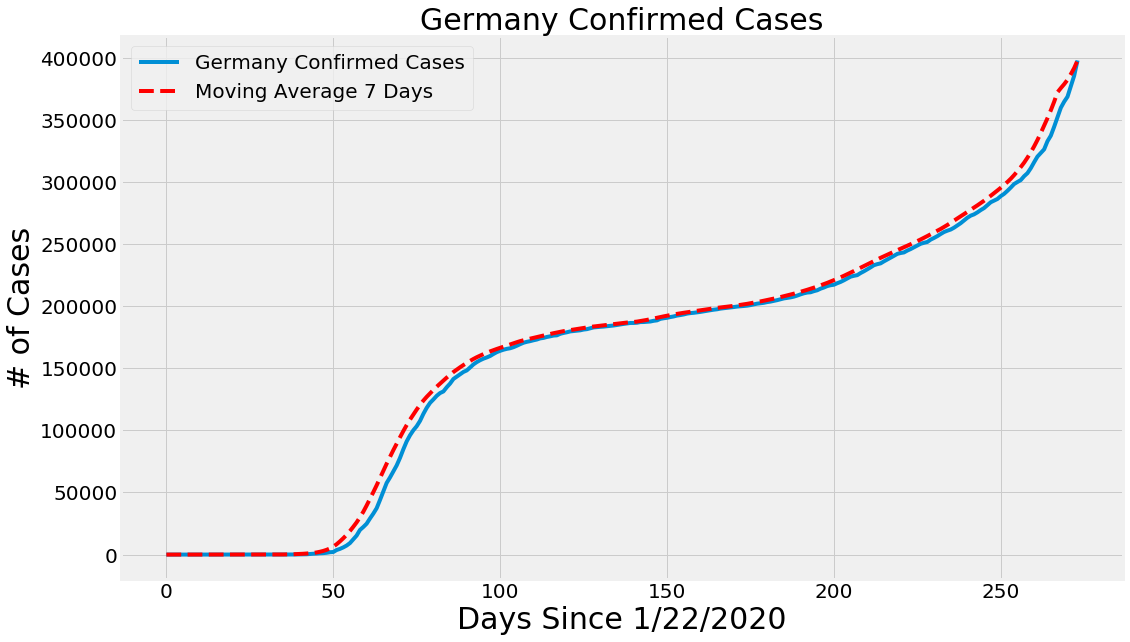 Germany Confirmed Cases
Germany Confirmed Cases
Moving Average 7 Days
# of Cases
400000
350000
300000
250000
200000
150000
100000
50000
0
0 50 100 150 200 250
Days Since 1/22/2020